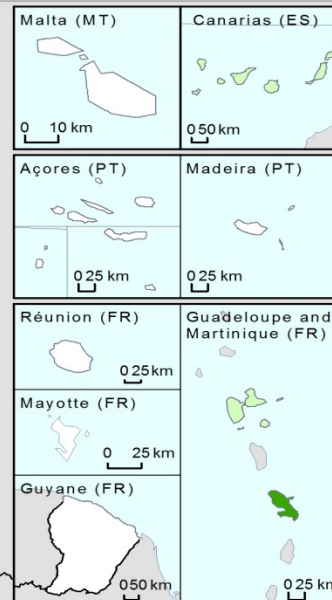 Malta (MT)
0 10 km
Canarias (ES)
0 50 km
Açores (PT)
0 25 km
Madeira (PT)
0 25 km
Réunion (FR)
0 25 km
Mayotte (FR)
0 25 km
Guyane (FR)
0 50 km
Guadeloupe and
Martinique (FR)
0 25 km